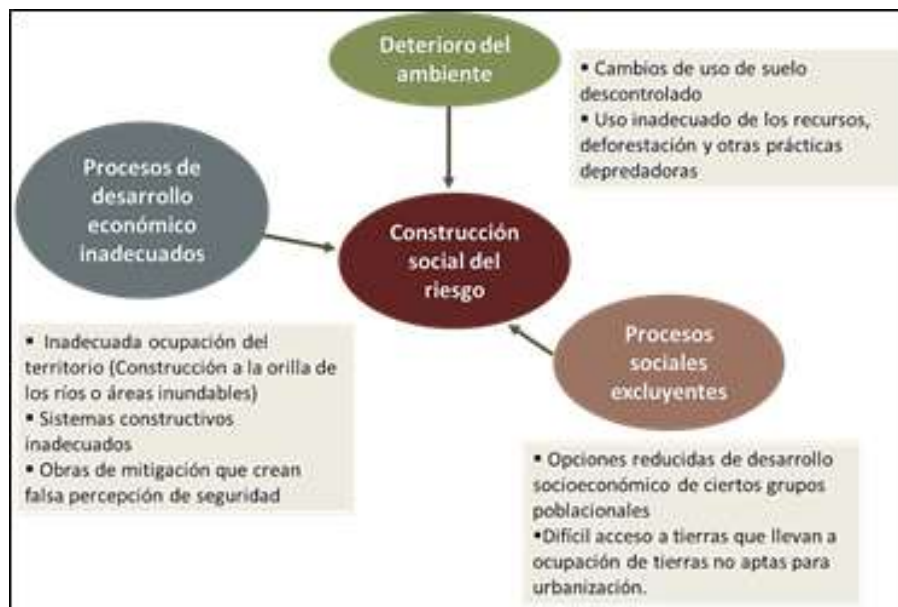 Deterioro del
ambiente
▪ Cambios de uso de suelo
descontrolado
▪ Uso inadecuado de los recursos,
deforestación y otras prácticas
depredadoras
Procesos de
desarrollo
económico
inadecuados
Construcción
social del
riesgo
▪ Inadecuada ocupación del
territorio (Construcción a la orilla de
los ríos o áreas inundables)
▪ Sistemas constructivos
inadecuados
▪ Obras de mitigación que crean
falsa percepción de seguridad
Procesos
sociales
excluyentes
▪ Opciones reducidas de desarrollo
socioeconómico de ciertos grupos
poblacionales
▪Difícil acceso a tierras que llevan a
ocupación de tierras no aptas para
urbanización.